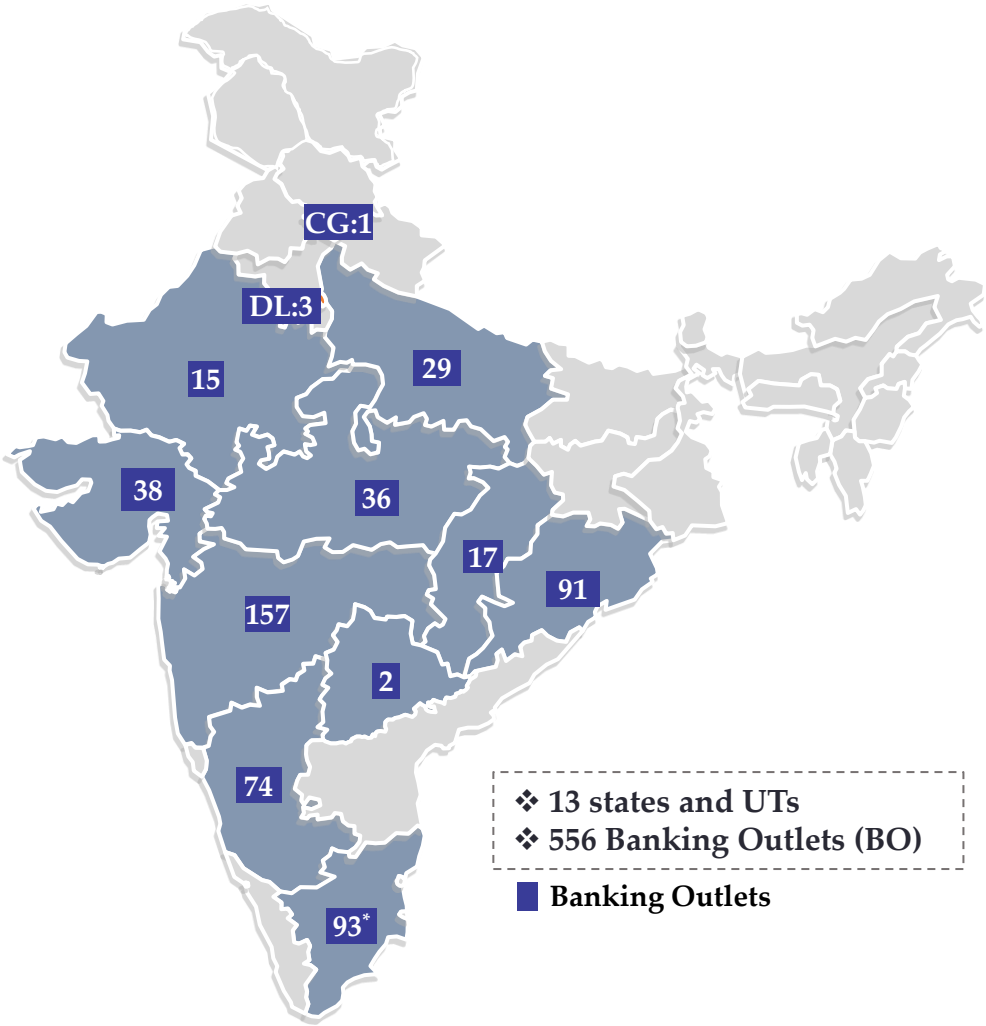 CG:1
DL:3
15
29
38
36
17
91
157
2
74
❖ 13 states and UTs
❖ 556 Banking Outlets (BO)
Banking Outlets
93*